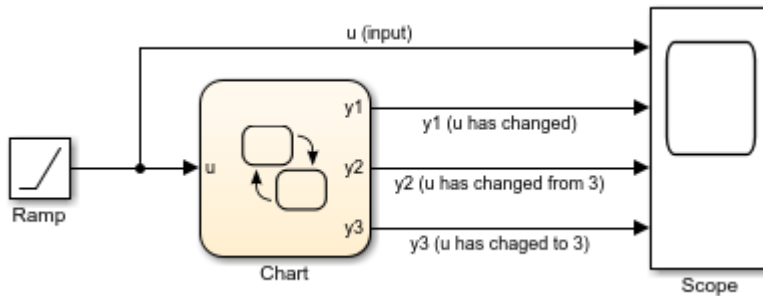 u (input)
y1
y1 (u has changed)
u
y2
y2 (u has changed from 3)
y3
y3 (u has chaged to 3)
Ramp
Chart
Scope